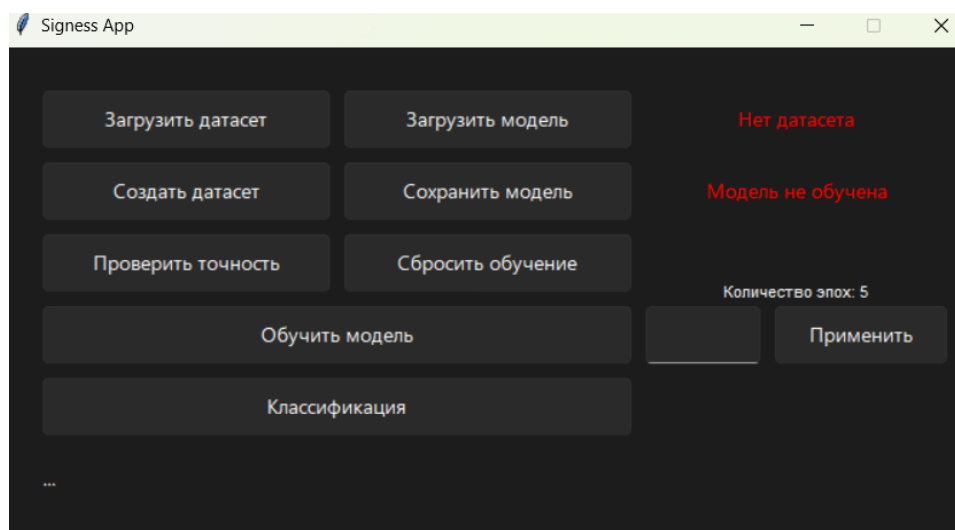 Signess App
Загрузить датасет
Загрузить модель
Нет датасета
Создать датасет
Сохранить модель
Модель не обучена
Проверить точность
Сбросить обучение
Количество эпох: 5
Обучить модель
Применить
Классификация
...